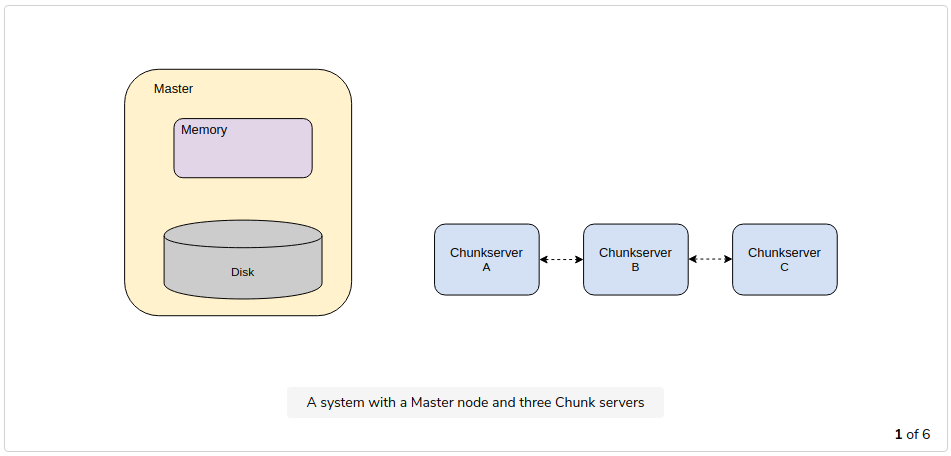 Master
Memory
Disk
Chunkserver
A
Chunkserver
B
Chunkserver
C
A system with a Master node and three Chunk servers
1 of 6